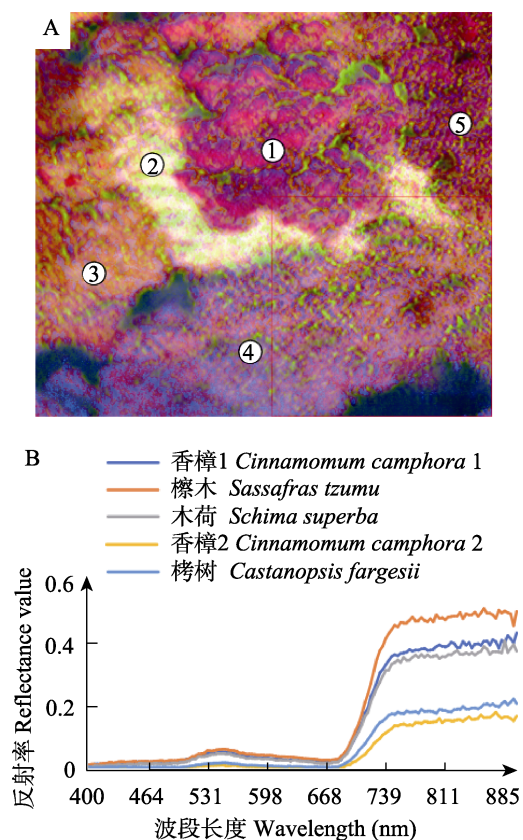 A
①
②
③
④
⑤
B
香樟1 Cinnamomum camphora 1
檫木 Sassafras tzumu
木荷 Schima superba
香樟2 Cinnamomum camphora 2
栲树 Castanopsis fargesii
反射率 Reflectance value
0.6
0.4
0.2
0
400 464 531 598 668 739 811 885
波段长度 Wavelength (nm)